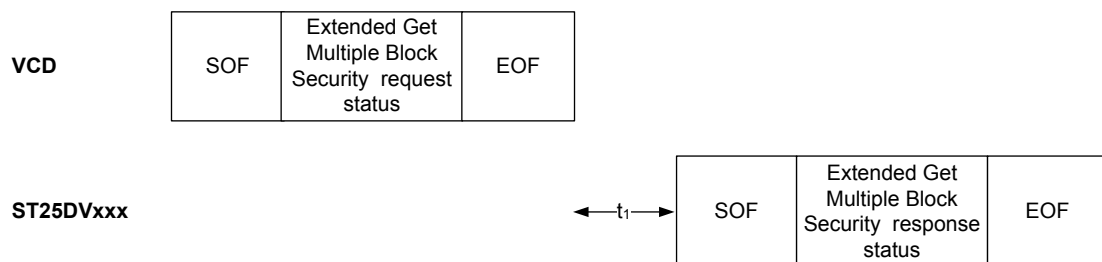 VCD
SOF
Extended Get
Multiple Block
Security request
status
EOF
ST25DVxxx
t1
SOF
Extended Get
Multiple Block
Security response
status
EOF